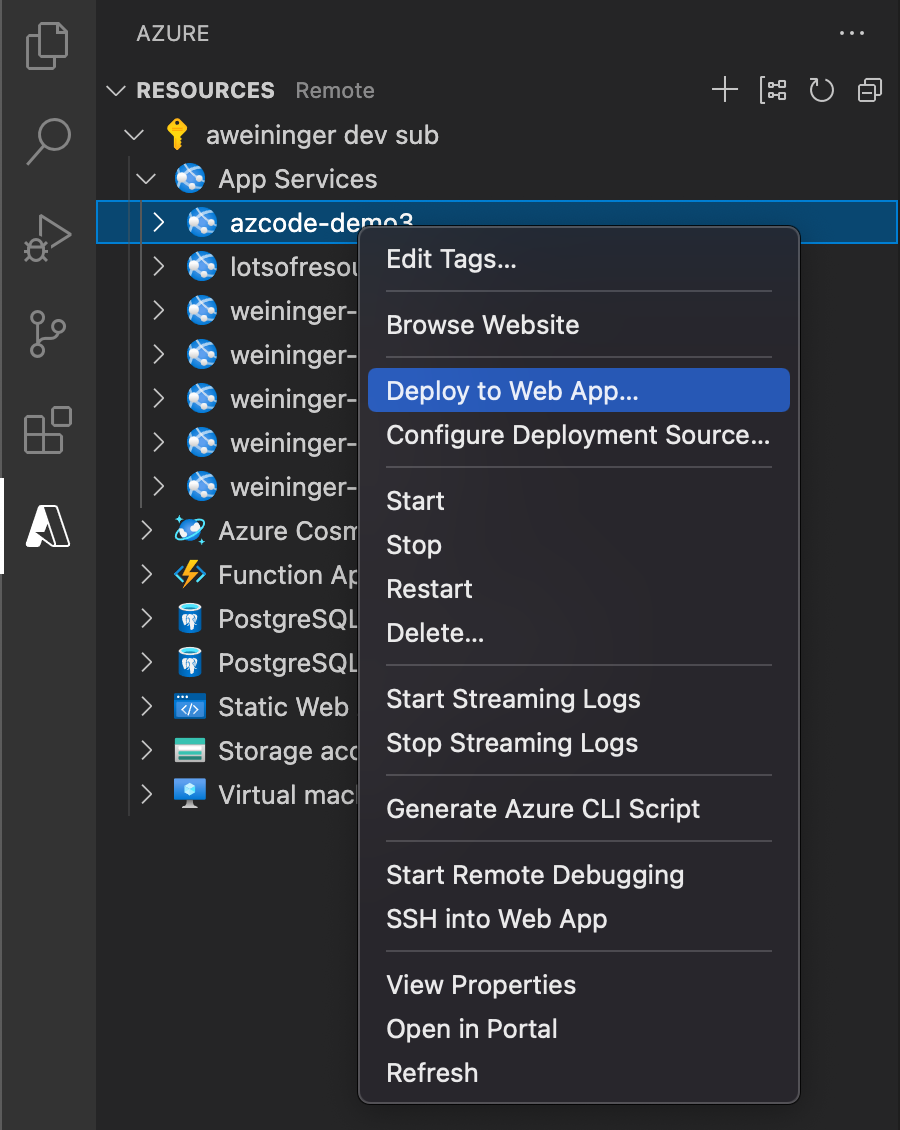 AZURE
RESOURCES Remote
aweininger dev sub
App Services
azcode-demo3
Edit Tags...
Browse Website
Deploy to Web App...
Configure Deployment Source...
Start
Stop
Restart
Delete...
Start Streaming Logs
Stop Streaming Logs
Generate Azure CLI Script
Start Remote Debugging
SSH into Web App
View Properties
Open in Portal
Refresh
lotsofresou
weininger-
weininger-
weininger-
weininger-
weininger-
Azure Cosm
Function Ap
PostgreSQL
PostgreSQL
Static Web
Storage acc
Virtual mac